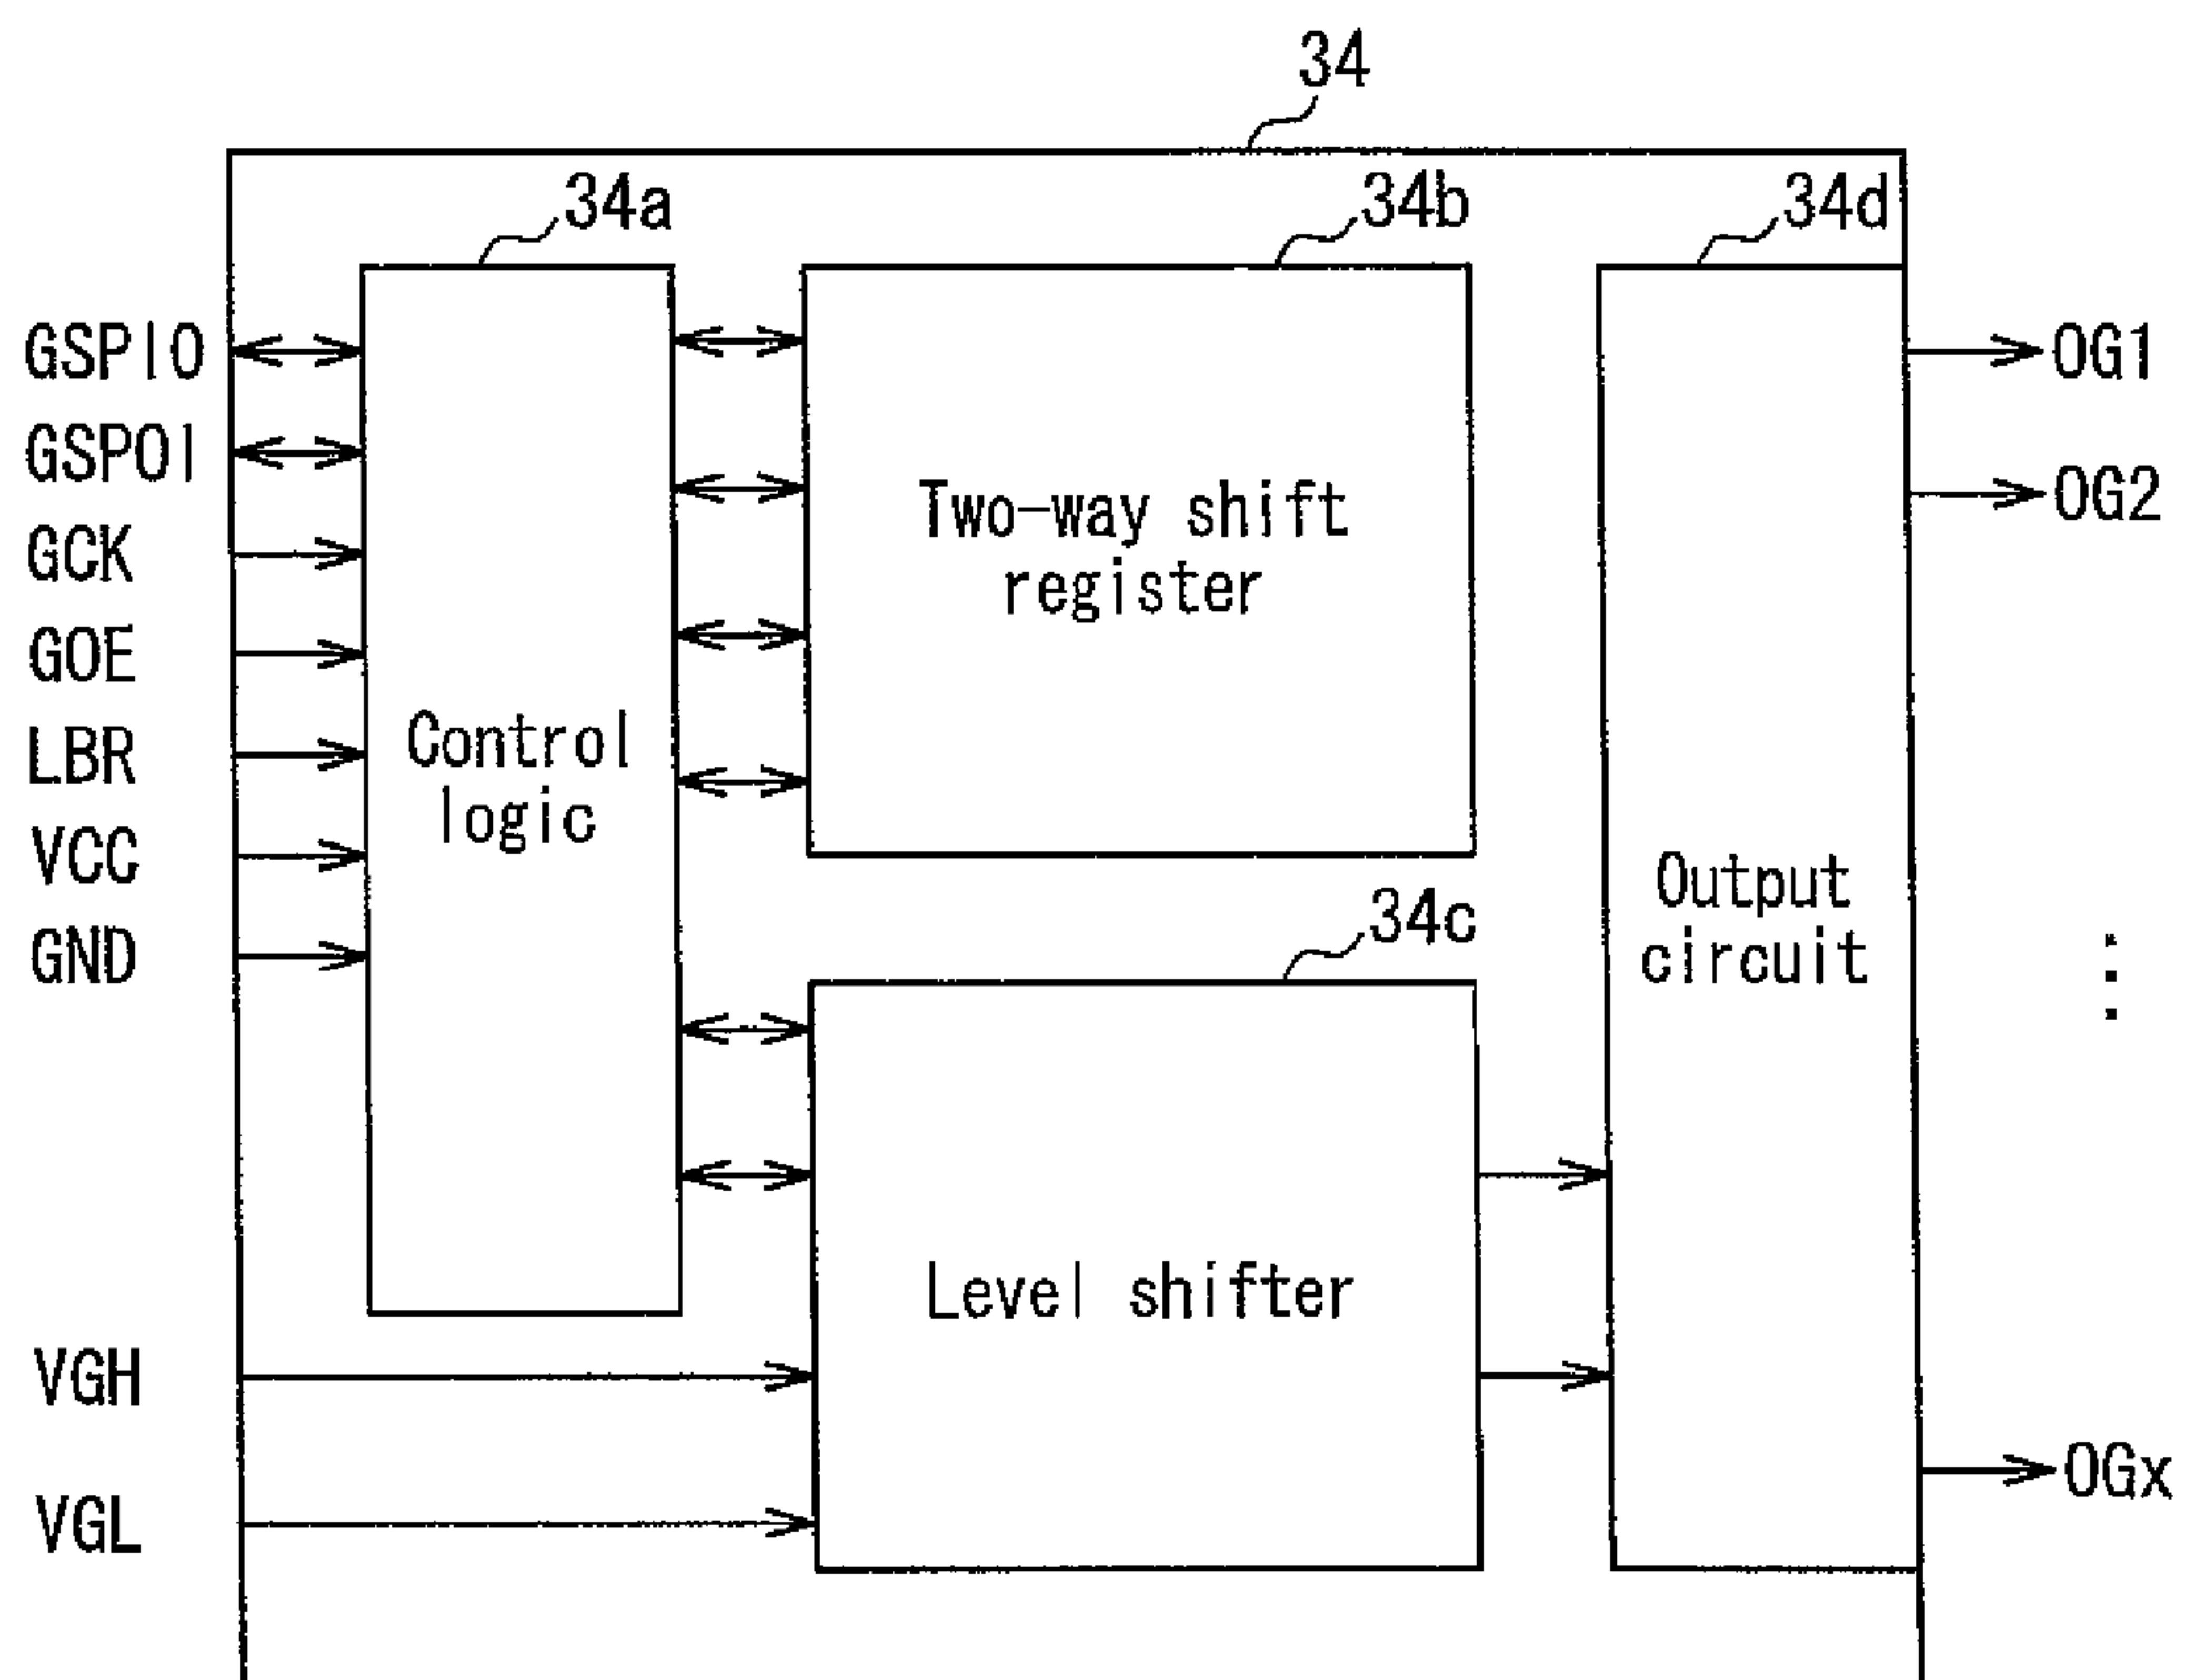 34
34a
34b
34d
GSPIO
GSPOI
GCK
GOE
LBR
VCC
GND
VGH
VGL
Control
logic
Two-way shift
register
34c
Level shifter
Output
circuit
OG1
OG2
OGx